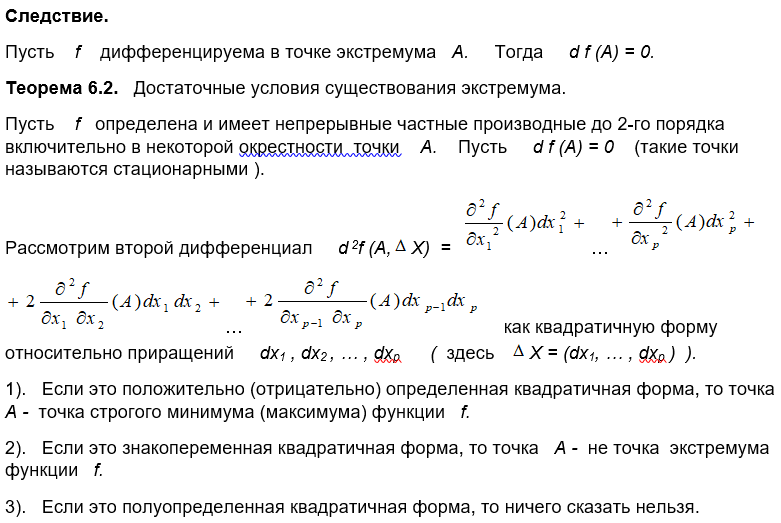 Следствие.
Пусть f дифференцируема в точке экстремума A. Тогда d f (A) = 0.
Теорема 6.2. Достаточные условия существования экстремума.
Пусть f определена и имеет непрерывные частные производные до 2-го порядка
включительно в некоторой окрестности точки A. Пусть d f (A) = 0 (такие точки
называются стационарными ).
Рассмотрим второй дифференциал d ²f (A, Δ X) = ∂²f/∂x₁² (A)dx₁² + … + ∂²f/∂xₚ² (A)dxₚ² +
+ 2 ∂²f/∂x₁ ∂x₂ (A)dx₁ dx₂ + … + 2 ∂²f/∂xₚ₋₁ ∂xₚ (A)dxₚ₋₁dxₚ как квадратичную форму
относительно приращений dx₁ , dx₂ , … , dxₚ ( здесь Δ X = (dx₁, … , dxₚ ) ).
1). Если это положительно (отрицательно) определенная квадратичная форма, то точка
A - точка строгого минимума (максимума) функции f.
2). Если это знакопеременная квадратичная форма, то точка A - не точка экстремума
функции f.
3). Если это полуопределенная квадратичная форма, то ничего сказать нельзя.